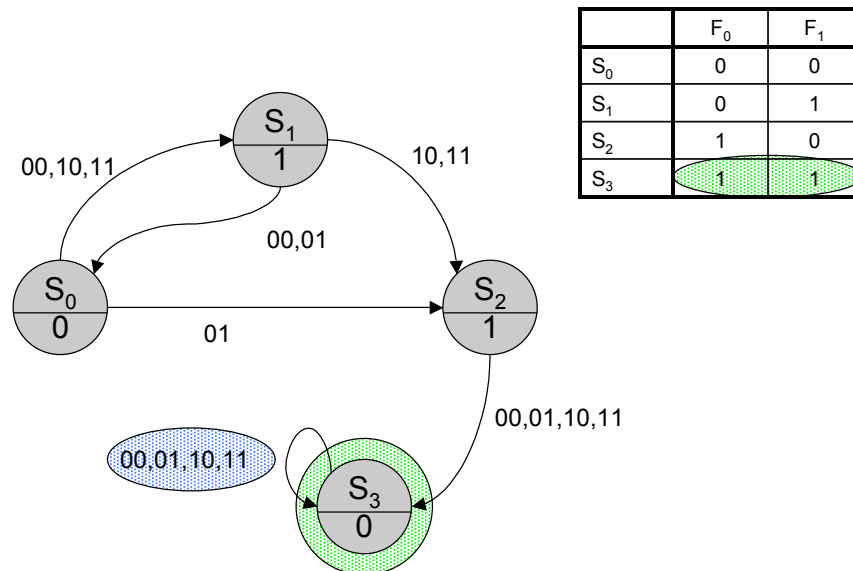 F₀ F₁
S₀ 0 0
S₁ 0 1
S₂ 1 0
S₃ 1 1
S₁
1
00,10,11
10,11
00,01
S₀
0
S₂
1
01
00,01,10,11
00,01,10,11
S₃
0